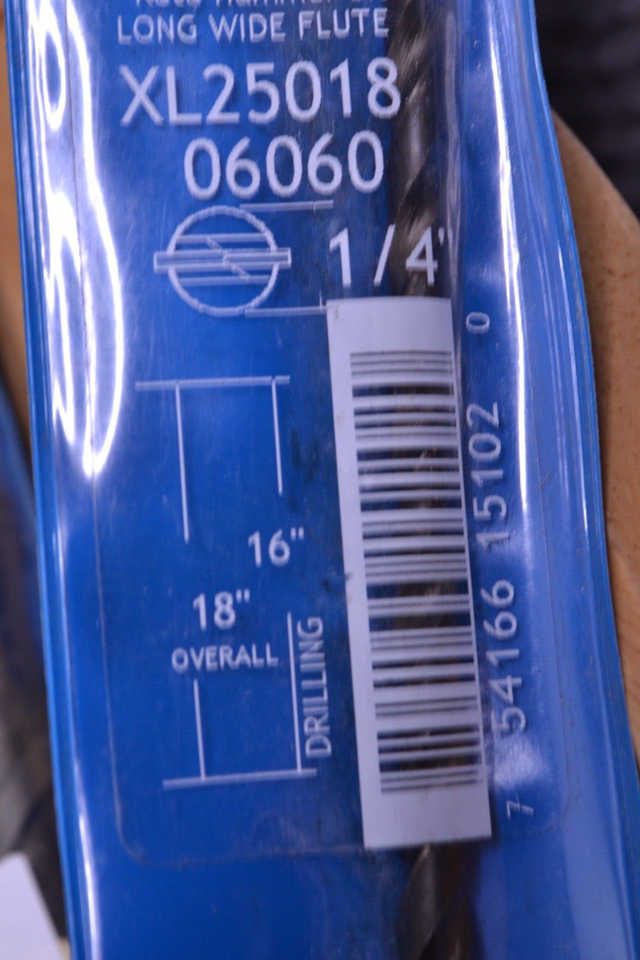 LONG WIDE FLUTE
XL25018
06060
1/4"
16"
18"
OVERALL
DRILLING
7 54166 15102 0